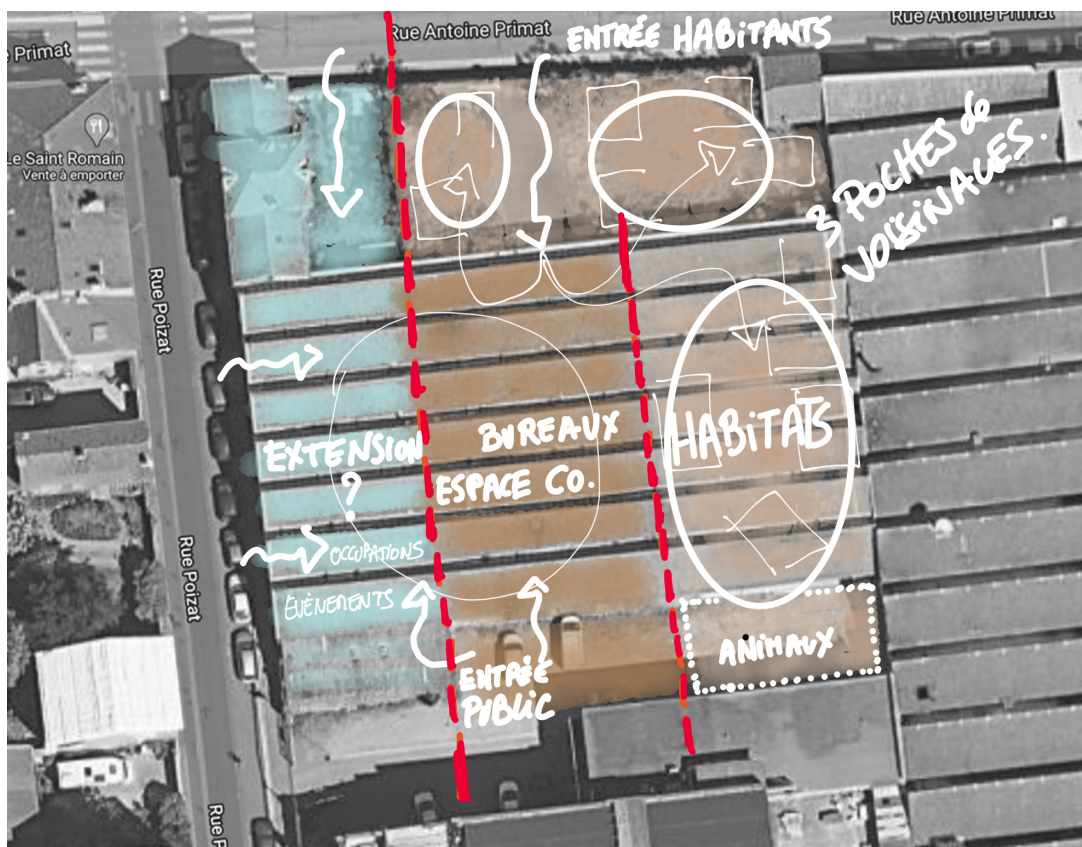 Rue Antoine Primat
Rue Antoine Primat
e Primat
ENTRÉE HABITANTS
Le Saint Romain
Vente à emporter
3 POCHES de
VOISINAGES.
Rue Poizat
EXTENSION
?
BUREAUX
ESPACE CO.
HABITATS
Rue Poizat
OCCUPATIONS
ÉVÈNEMENTS
ENTRÉE
PUBLIC
ANIMAUX
Rue P